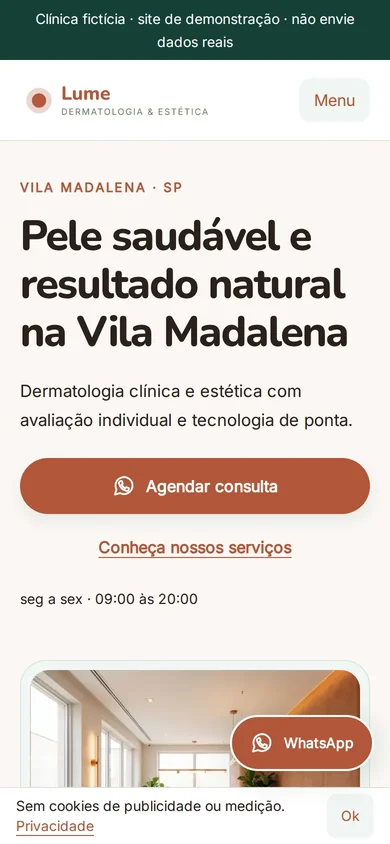 Clínica fictícia · site de demonstração · não envie
dados reais
Lume
DERMATOLOGIA & ESTÉTICA
Menu
VILA MADALENA · SP
Pele saudável e
resultado natural
na Vila Madalena
Dermatologia clínica e estética com
avaliação individual e tecnologia de ponta.
Agendar consulta
Conheça nossos serviços
seg a sex · 09:00 às 20:00
WhatsApp
Sem cookies de publicidade ou medição.
Privacidade
Ok